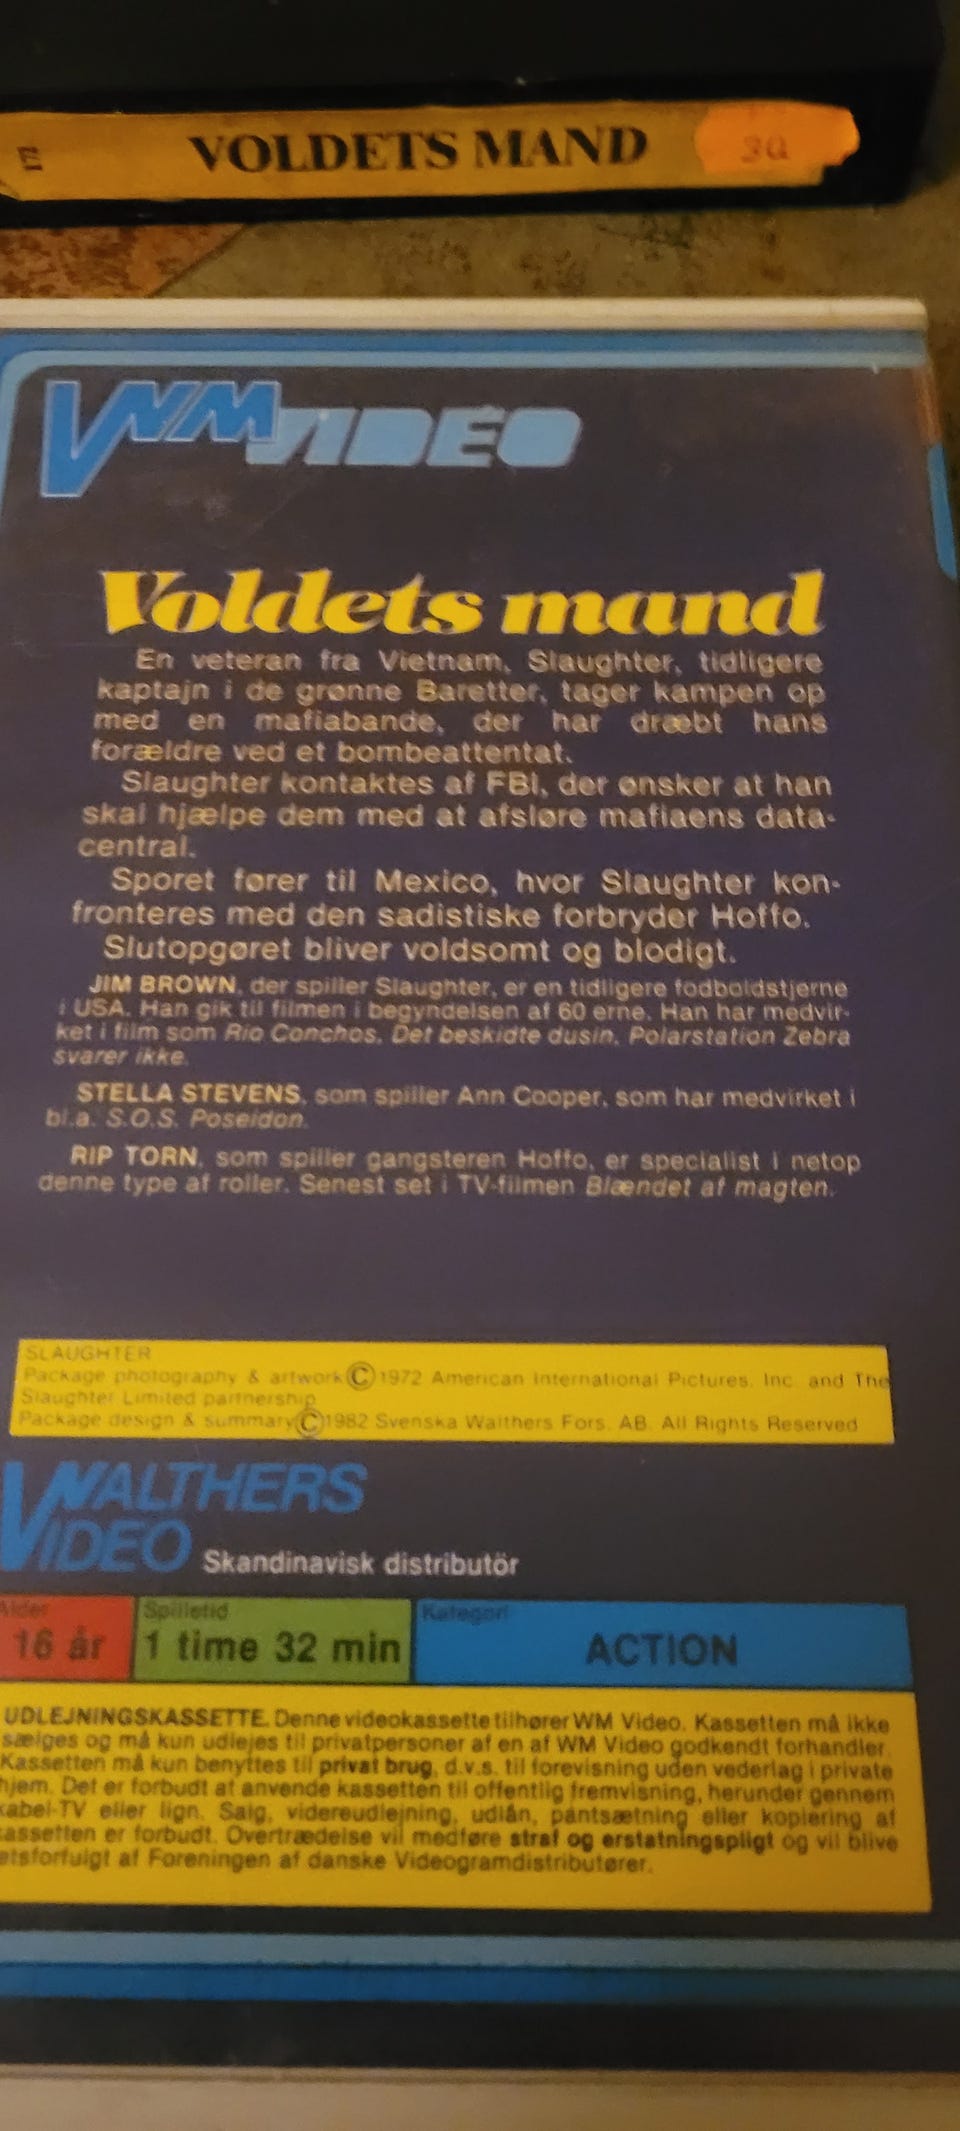 VOLDETS MAND
30
WM VIDEO
Voldets mand
En veteran fra Vietnam, Slaughter, tidligere
kaptajn i de grønne Baretter, tager kampen op
med en mafiabande, der har dræbt hans
forældre ved et bombeattentat.
Slaughter kontaktes af FBI, der ønsker at han
skal hjælpe dem med at afsløre mafiaens data-
central.
Sporet fører til Mexico, hvor Slaughter kon-
fronteres med den sadistiske forbryder Hoffo.
Slutopgøret bliver voldsomt og blodigt.
JIM BROWN, der spiller Slaughter, er en tidligere fodboldstjerne
i USA. Han gik til filmen i begyndelsen af 60 erne. Han har medvir-
ket i film som Rio Conchos, Det beskidte dusin, Polarstation Zebra
svarer ikke.
STELLA STEVENS, som spiller Ann Cooper, som har medvirket i
bl.a. S.O.S. Poseidon.
RIP TORN, som spiller gangsteren Hoffo, er specialist i netop
denne type af roller. Senest set i TV-filmen Blændet af magten.
SLAUGHTER
Package photography & artwork © 1972 American International Pictures, Inc. and The
Slaughter Limited partnership
Package design & summary © 1982 Svenska Walthers Fors. AB. All Rights Reserved
WALTHERS
VIDEO Skandinavisk distributör
Alder Spilletid Kategori
16 år 1 time 32 min ACTION
UDLEJNINGSKASSETTE. Denne videokassette tilhører WM Video. Kassetten må ikke
sælges og må kun udlejes til privatpersoner af en af WM Video godkendt forhandler.
Kassetten må kun benyttes til privat brug, d.v.s. til forevisning uden vederlag i private
hjem. Det er forbudt at anvende kassetten til offentlig fremvisning, herunder gennem
kabel-TV eller lign. Salg, videreudlejning, udlån, pantsætning eller kopiering af
kassetten er forbudt. Overtrædelse vil medføre straf og erstatningspligt og vil blive
etsforfulgt af Foreningen af danske Videogramdistributører.